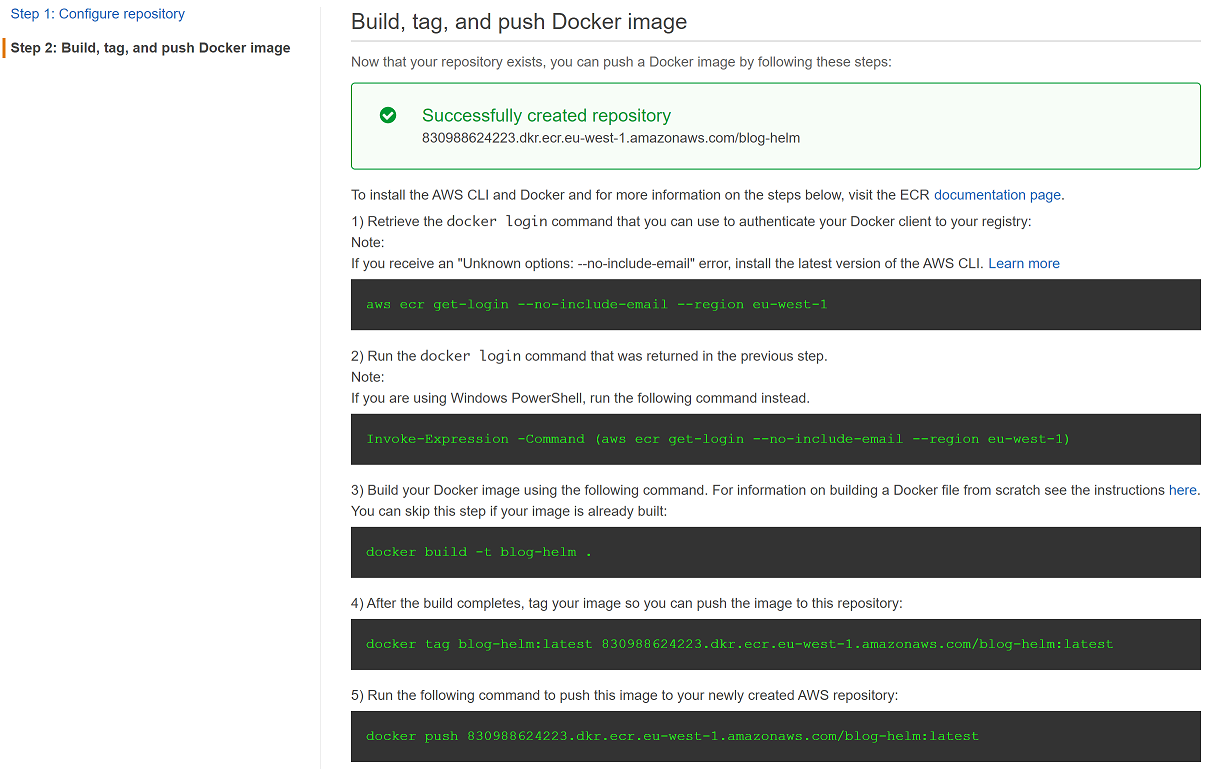 Step 1: Configure repository
Step 2: Build, tag, and push Docker image
Build, tag, and push Docker image
Now that your repository exists, you can push a Docker image by following these steps:
Successfully created repository
830988624223.dkr.ecr.eu-west-1.amazonaws.com/blog-helm
To install the AWS CLI and Docker and for more information on the steps below, visit the ECR documentation page.
1) Retrieve the docker login command that you can use to authenticate your Docker client to your registry:
Note:
If you receive an "Unknown options: --no-include-email" error, install the latest version of the AWS CLI. Learn more
aws ecr get-login --no-include-email --region eu-west-1
2) Run the docker login command that was returned in the previous step.
Note:
If you are using Windows PowerShell, run the following command instead.
Invoke-Expression -Command (aws ecr get-login --no-include-email --region eu-west-1)
3) Build your Docker image using the following command. For information on building a Docker file from scratch see the instructions here.
You can skip this step if your image is already built:
docker build -t blog-helm .
4) After the build completes, tag your image so you can push the image to this repository:
docker tag blog-helm:latest 830988624223.dkr.ecr.eu-west-1.amazonaws.com/blog-helm:latest
5) Run the following command to push this image to your newly created AWS repository:
docker push 830988624223.dkr.ecr.eu-west-1.amazonaws.com/blog-helm:latest